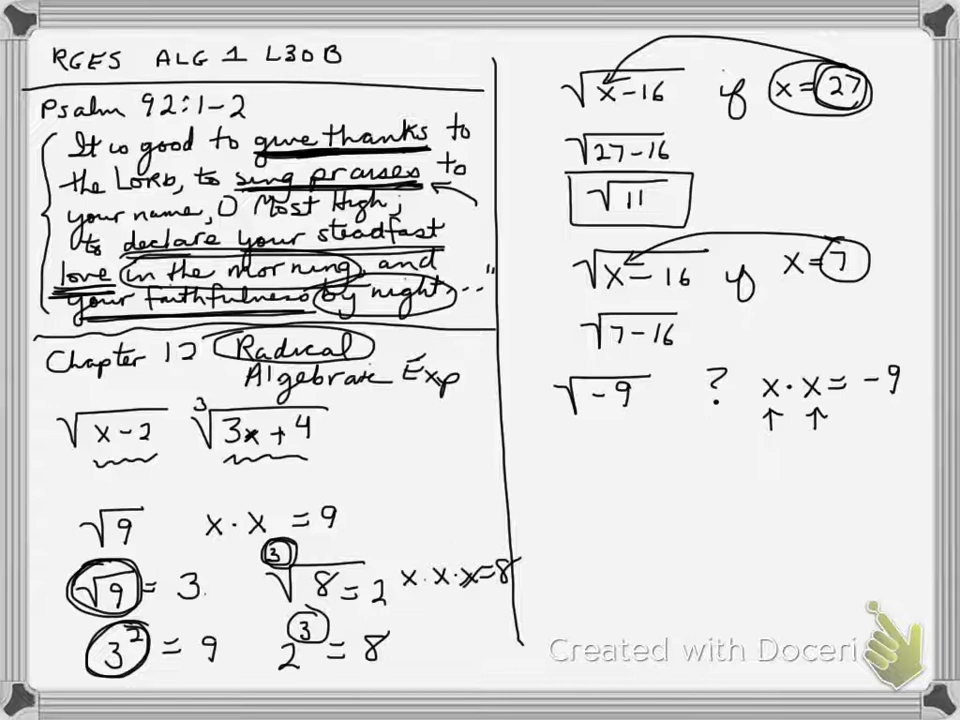 RGES ALG 1 L30B
Psalm 92:1-2
It is good to give thanks to
the LORD, to sing praises to
your name, O Most High;
to declare your steadfast
love in the morning, and
your faithfulness by night..."
Chapter 12 Radical
Algebraic Exp
√x-2 ³√3x+4
√9 x·x = 9
√9 = 3 ³√8 = 2 x·x·x=8
3² = 9 2³ = 8
√x-16 if x=27
√27-16
√11
√x-16 if x=7
√7-16
√-9 ? x·x = -9
Created with Doceri